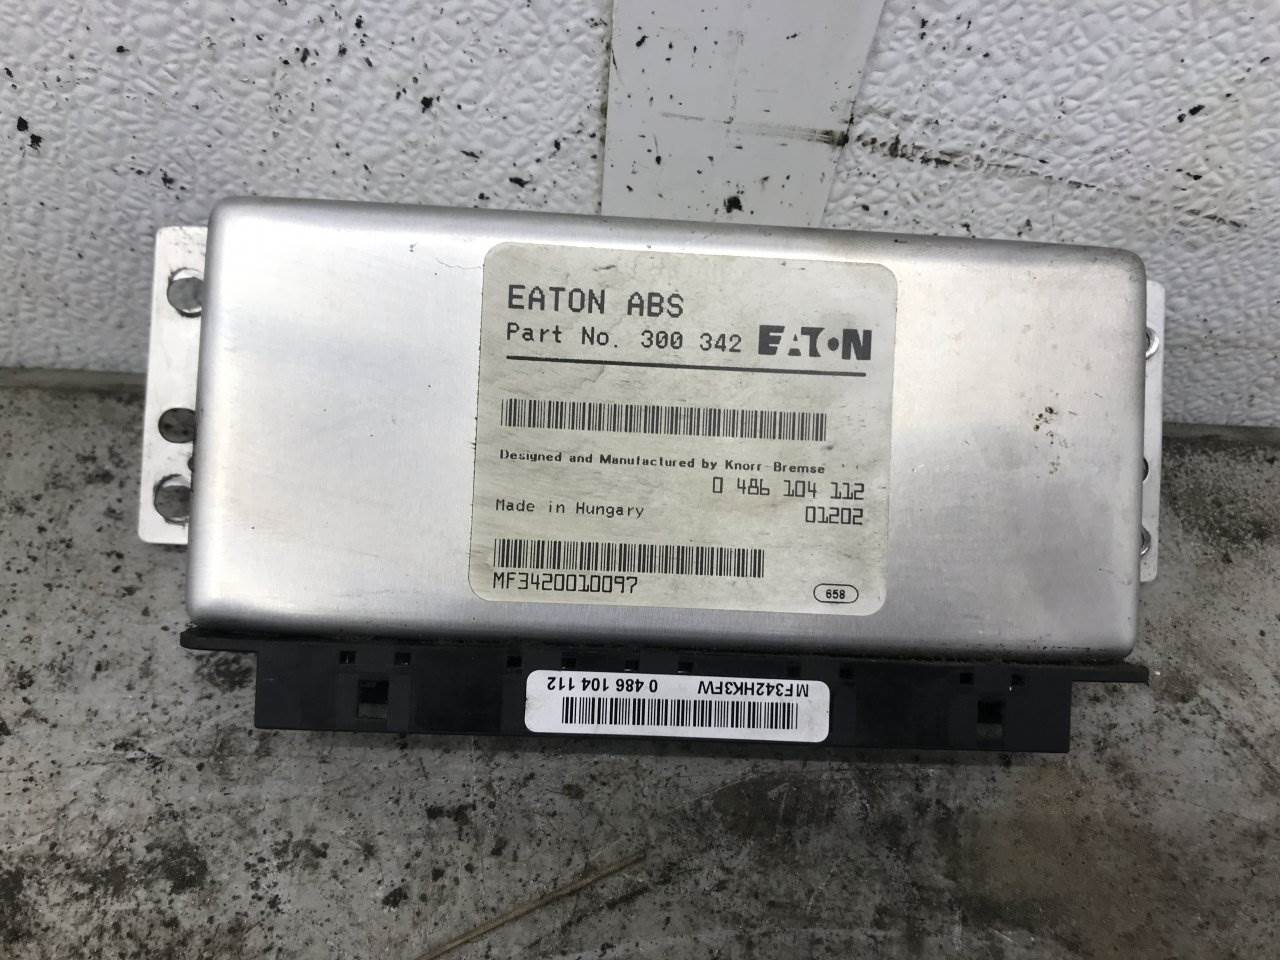 EATON ABS
Part No. 300 342 EATON
Designed and Manufactured by Knorr-Bremse
0 486 104 112
Made in Hungary 01202
MF3420010097
658
MF342HK3FW 0 486 104 112